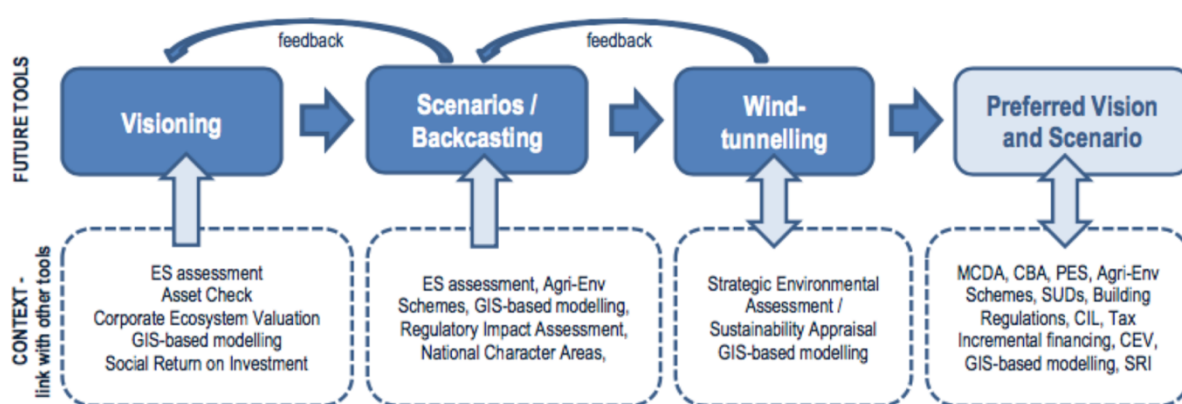 feedback
feedback
FUTURE TOOLS
Visioning
Scenarios /
Backcasting
Wind-
tunnelling
Preferred Vision
and Scenario
CONTEXT -
link with other tools
ES assessment
Asset Check
Corporate Ecosystem Valuation
GIS-based modelling
Social Return on Investment
ES assessment, Agri-Env
Schemes, GIS-based modelling,
Regulatory Impact Assessment,
National Character Areas,
Strategic Environmental
Assessment /
Sustainability Appraisal
GIS-based modelling
MCDA, CBA, PES, Agri-Env
Schemes, SUDs, Building
Regulations, CIL, Tax
Incremental financing, CEV,
GIS-based modelling, SRI